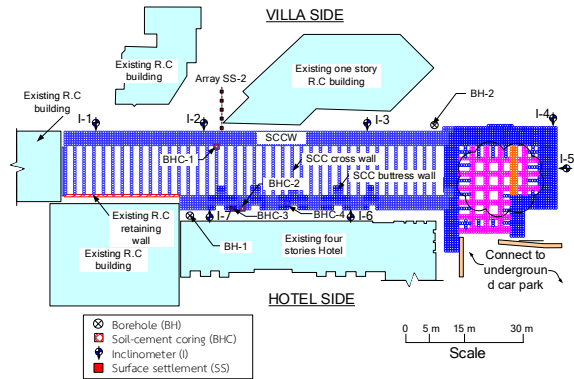 VILLA SIDE
Existing R.C
building
Array SS-2
Existing one story
R.C building
Existing R.C
building
BH-2
I-1
I-2
I-3
I-4
I-5
SCCW
BHC-1
SCC cross wall
BHC-2
SCC buttress wall
I-7
BHC-3
BHC-4
I-6
Existing R.C
retaining
wall
Existing R.C
building
BH-1
Existing four
stories Hotel
Connect to
undergroun
d car park
HOTEL SIDE
Borehole (BH)
Soil-cement coring (BHC)
Inclinometer (I)
Surface settlement (SS)
0 5 m 15 m 30 m
Scale